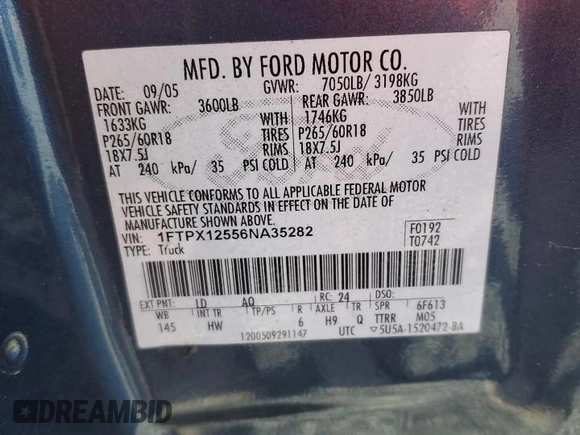 MFD. BY FORD MOTOR CO.
DATE: 09/05 GVWR: 7050LB/ 3198KG
FRONT GAWR: 3600LB REAR GAWR: 3850LB
1633KG WITH 1746KG WITH
P265/60R18 TIRES P265/60R18 TIRES
18X7.5J RIMS 18X7.5J RIMS
AT 240 kPa/ 35 PSI COLD AT 240 kPa/ 35 PSI COLD
THIS VEHICLE CONFORMS TO ALL APPLICABLE FEDERAL MOTOR
VEHICLE SAFETY STANDARDS IN EFFECT ON THE DATE OF
MANUFACTURE SHOWN ABOVE.
VIN: 1FTPX12556NA35282 F0192
TYPE: Truck T0742
EXT PNT: LD AQ RC: 24 DSO:
WB INT TR TP/PS R AXLE TR SPR 6F613
145 HW 6 H9 Q TTRR M05
1200509291147 UTC ▽5U5A-1520472-BA
Ford
DREAMBID